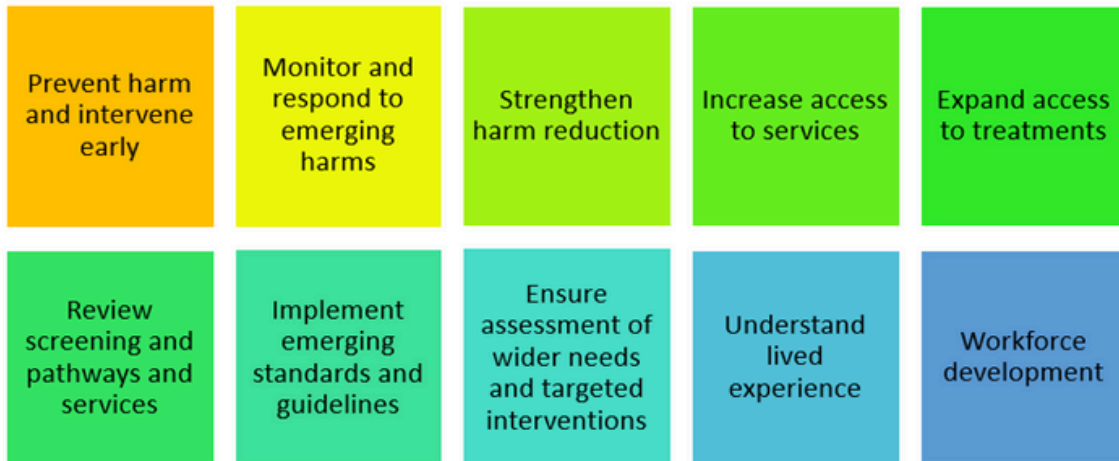 Prevent harm
and intervene
early
Monitor and
respond to
emerging
harms
Strengthen
harm reduction
Increase access
to services
Expand access
to treatments
Review
screening and
pathways and
services
Implement
emerging
standards and
guidelines
Ensure
assessment of
wider needs
and targeted
interventions
Understand
lived
experience
Workforce
development